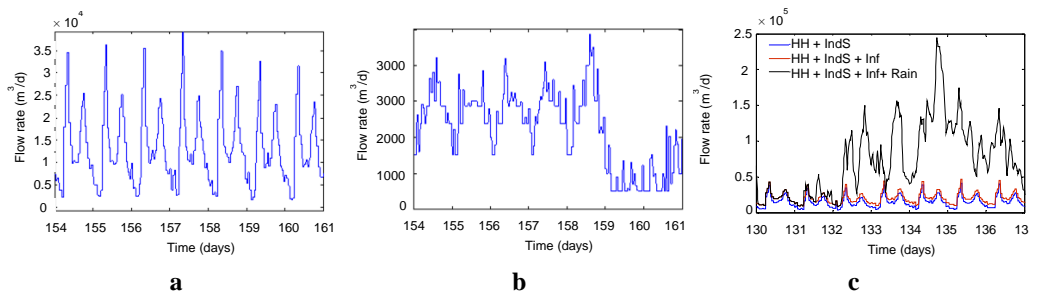 × 10^4
3.5
3
2.5
2
1.5
1
0.5
0
Flow rate (m^3/d)
154 155 156 157 158 159 160 161
Time (days)
a
3000
2000
1000
0
Flow rate (m^3/d)
154 155 156 157 158 159 160 161
Time (days)
b
× 10^5
2.5
2
1.5
1
0.5
0
Flow rate (m^3/d)
HH + IndS
HH + IndS + Inf
HH + IndS + Inf+ Rain
130 131 132 133 134 135 136 13
Time (days)
c